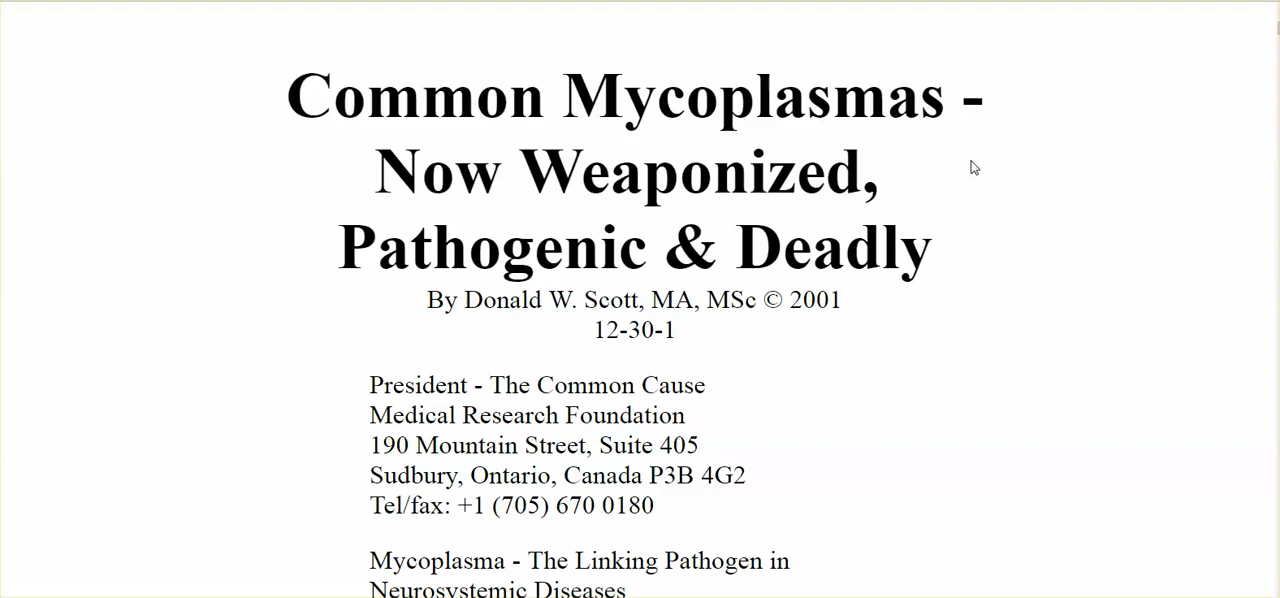 Common Mycoplasmas -
Now Weaponized,
Pathogenic & Deadly
By Donald W. Scott, MA, MSc © 2001
12-30-1
President - The Common Cause
Medical Research Foundation
190 Mountain Street, Suite 405
Sudbury, Ontario, Canada P3B 4G2
Tel/fax: +1 (705) 670 0180
Mycoplasma - The Linking Pathogen in
Neurosystemic Diseases